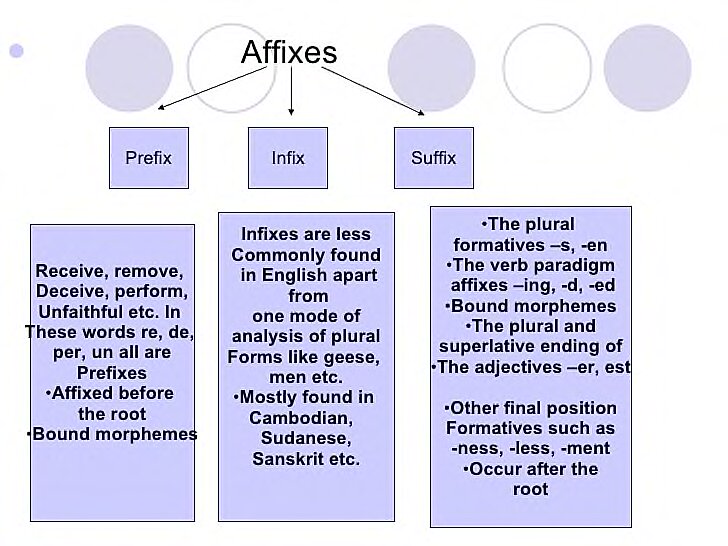 Affixes
Prefix
Infix
Suffix
Receive, remove,
Deceive, perform,
Unfaithful etc. In
These words re, de,
per, un all are
Prefixes
•Affixed before
the root
•Bound morphemes
Infixes are less
Commonly found
in English apart
from
one mode of
analysis of plural
Forms like geese,
men etc.
•Mostly found in
Cambodian,
Sudanese,
Sanskrit etc.
•The plural
formatives –s, -en
•The verb paradigm
affixes –ing, -d, -ed
•Bound morphemes
•The plural and
superlative ending of
•The adjectives –er, est
•Other final position
Formatives such as
-ness, -less, -ment
•Occur after the
root